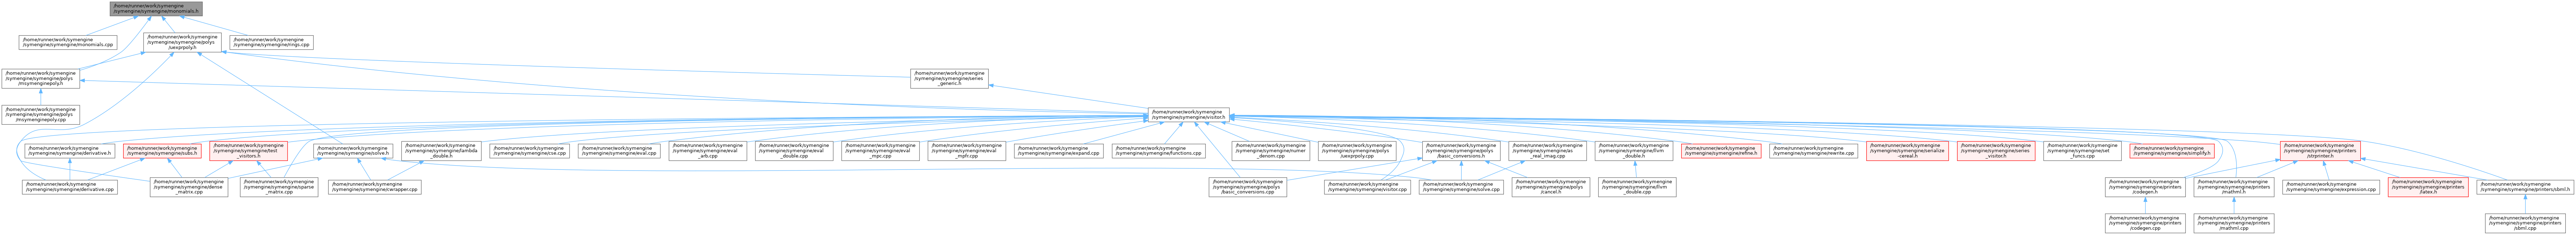 /home/runner/work/symengine
/symengine/symengine/monomials.h
/home/runner/work/symengine
/symengine/symengine/monomials.cpp
/home/runner/work/symengine
/symengine/symengine/polys
/uexprpoly.h
/home/runner/work/symengine
/symengine/symengine/rings.cpp
/home/runner/work/symengine
/symengine/symengine/polys
/msymenginepoly.h
/home/runner/work/symengine
/symengine/symengine/series
_generic.h
/home/runner/work/symengine
/symengine/symengine/polys
/msymenginepoly.cpp
/home/runner/work/symengine
/symengine/symengine/visitor.h
/home/runner/work/symengine
/symengine/symengine/derivative.h
/home/runner/work/symengine
/symengine/symengine/subs.h
/home/runner/work/symengine
/symengine/symengine/test
_visitors.h
/home/runner/work/symengine
/symengine/symengine/solve.h
/home/runner/work/symengine
/symengine/symengine/lambda
_double.h
/home/runner/work/symengine
/symengine/symengine/cse.cpp
/home/runner/work/symengine
/symengine/symengine/eval.cpp
/home/runner/work/symengine
/symengine/symengine/eval
_arb.cpp
/home/runner/work/symengine
/symengine/symengine/eval
_double.cpp
/home/runner/work/symengine
/symengine/symengine/eval
_mpc.cpp
/home/runner/work/symengine
/symengine/symengine/eval
_mpfr.cpp
/home/runner/work/symengine
/symengine/symengine/expand.cpp
/home/runner/work/symengine
/symengine/symengine/functions.cpp
/home/runner/work/symengine
/symengine/symengine/numer
_denom.cpp
/home/runner/work/symengine
/symengine/symengine/polys
/uexprpoly.cpp
/home/runner/work/symengine
/symengine/symengine/polys
/basic_conversions.h
/home/runner/work/symengine
/symengine/symengine/as
_real_imag.cpp
/home/runner/work/symengine
/symengine/symengine/llvm
_double.h
/home/runner/work/symengine
/symengine/symengine/refine.h
/home/runner/work/symengine
/symengine/symengine/rewrite.cpp
/home/runner/work/symengine
/symengine/symengine/serialize
-cereal.h
/home/runner/work/symengine
/symengine/symengine/series
_visitor.h
/home/runner/work/symengine
/symengine/symengine/set
_funcs.cpp
/home/runner/work/symengine
/symengine/symengine/simplify.h
/home/runner/work/symengine
/symengine/symengine/printers
/strprinter.h
/home/runner/work/symengine
/symengine/symengine/derivative.cpp
/home/runner/work/symengine
/symengine/symengine/dense
_matrix.cpp
/home/runner/work/symengine
/symengine/symengine/sparse
_matrix.cpp
/home/runner/work/symengine
/symengine/symengine/cwrapper.cpp
/home/runner/work/symengine
/symengine/symengine/polys
/basic_conversions.cpp
/home/runner/work/symengine
/symengine/symengine/visitor.cpp
/home/runner/work/symengine
/symengine/symengine/solve.cpp
/home/runner/work/symengine
/symengine/symengine/polys
/cancel.h
/home/runner/work/symengine
/symengine/symengine/llvm
_double.cpp
/home/runner/work/symengine
/symengine/symengine/printers
/codegen.h
/home/runner/work/symengine
/symengine/symengine/printers
/mathml.h
/home/runner/work/symengine
/symengine/symengine/expression.cpp
/home/runner/work/symengine
/symengine/symengine/printers
/latex.h
/home/runner/work/symengine
/symengine/symengine/printers/sbml.h
/home/runner/work/symengine
/symengine/symengine/printers
/codegen.cpp
/home/runner/work/symengine
/symengine/symengine/printers
/mathml.cpp
/home/runner/work/symengine
/symengine/symengine/printers
/sbml.cpp